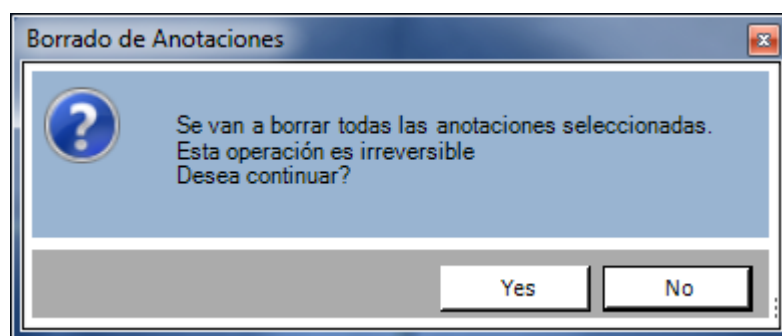 Borrado de Anotaciones
Se van a borrar todas las anotaciones seleccionadas.
Esta operación es irreversible
Desea continuar?
Yes
No